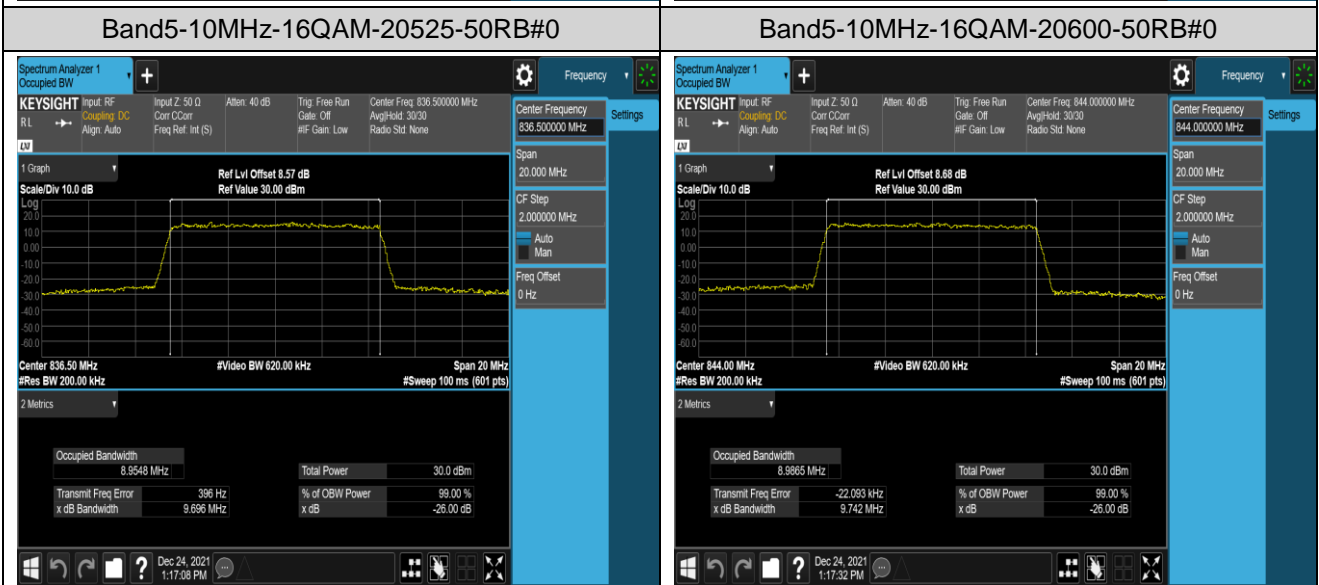 Band5-10MHz-16QAM-20525-50RB#0
Spectrum Analyzer 1
Occupied BW
+
Frequency
KEYSIGHT Input: RF Input Z: 50 Ω Atten: 40 dB Trig: Free Run Center Freq: 836.500000 MHz
RL Coupling: DC Corr CCorr Gate: Off Avg|Hold: 30/30
Align: Auto Freq Ref: Int (S) #IF Gain: Low Radio Std: None
LXI
Center Frequency
836.500000 MHz
Settings
Span
20.000 MHz
CF Step
2.000000 MHz
Auto
Man
Freq Offset
0 Hz
1 Graph
Ref Lvl Offset 8.57 dB
Scale/Div 10.0 dB Ref Value 30.00 dBm
Log
20.0
10.0
0.00
-10.0
-20.0
-30.0
-40.0
-50.0
-60.0
Center 836.50 MHz #Video BW 620.00 kHz Span 20 MHz
#Res BW 200.00 kHz #Sweep 100 ms (601 pts)
2 Metrics
Occupied Bandwidth
8.9548 MHz Total Power 30.0 dBm
Transmit Freq Error 396 Hz % of OBW Power 99.00 %
x dB Bandwidth 9.696 MHz x dB -26.00 dB
?
Dec 24, 2021
1:17:08 PM
Band5-10MHz-16QAM-20600-50RB#0
Spectrum Analyzer 1
Occupied BW
+
Frequency
KEYSIGHT Input: RF Input Z: 50 Ω Atten: 40 dB Trig: Free Run Center Freq: 844.000000 MHz
RL Coupling: DC Corr CCorr Gate: Off Avg|Hold: 30/30
Align: Auto Freq Ref: Int (S) #IF Gain: Low Radio Std: None
LXI
Center Frequency
844.000000 MHz
Settings
Span
20.000 MHz
CF Step
2.000000 MHz
Auto
Man
Freq Offset
0 Hz
1 Graph
Ref Lvl Offset 8.68 dB
Scale/Div 10.0 dB Ref Value 30.00 dBm
Log
20.0
10.0
0.00
-10.0
-20.0
-30.0
-40.0
-50.0
-60.0
Center 844.00 MHz #Video BW 620.00 kHz Span 20 MHz
#Res BW 200.00 kHz #Sweep 100 ms (601 pts)
2 Metrics
Occupied Bandwidth
8.9865 MHz Total Power 30.0 dBm
Transmit Freq Error -22.093 kHz % of OBW Power 99.00 %
x dB Bandwidth 9.742 MHz x dB -26.00 dB
?
Dec 24, 2021
1:17:32 PM